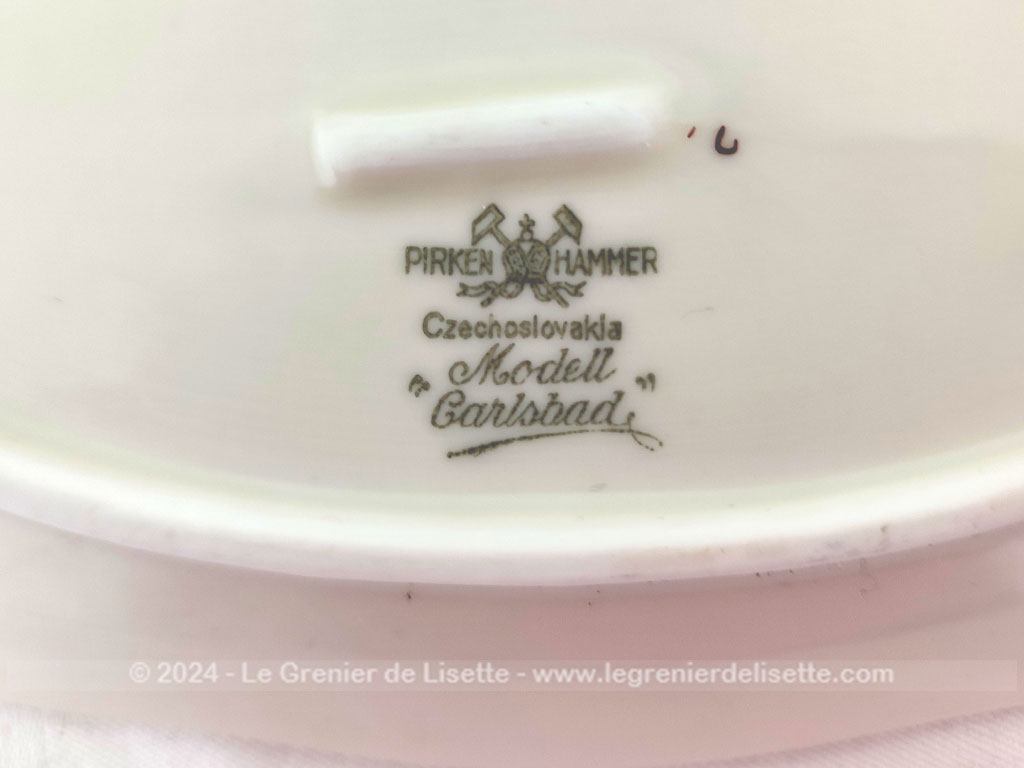 PIRKEN HAMMER
Czechoslovakia
Modell
"Carlsbad"
© 2024 - Le Grenier de Lisette - www.legrenierdelisette.com